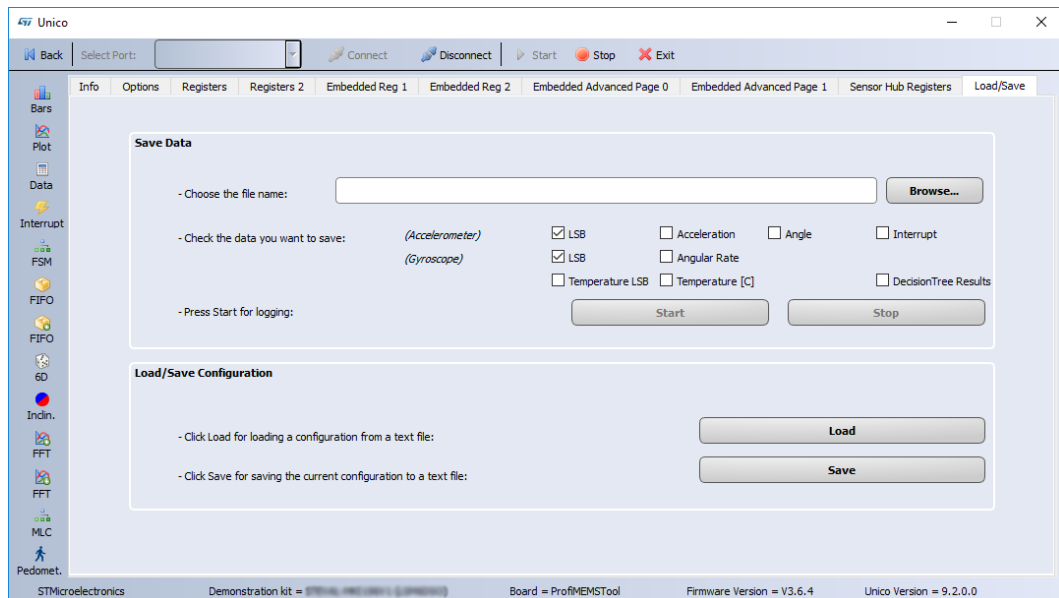 Unico
Back Select Port: Connect Disconnect Start Stop Exit
Info Options Registers Registers 2 Embedded Reg 1 Embedded Reg 2 Embedded Advanced Page 0 Embedded Advanced Page 1 Sensor Hub Registers Load/Save
Bars
Plot
Data
Interrupt
FSM
FIFO
FIFO
6D
Inclin.
FFT
FFT
MLC
Pedomet.
Save Data
- Choose the file name: Browse...
- Check the data you want to save: (Accelerometer) LSB Acceleration Angle Interrupt
(Gyroscope) LSB Angular Rate
Temperature LSB Temperature [C] DecisionTree Results
- Press Start for logging: Start Stop
Load/Save Configuration
- Click Load for loading a configuration from a text file: Load
- Click Save for saving the current configuration to a text file: Save
STMicroelectronics Demonstration kit = Board = ProfiMEMSTool Firmware Version = V3.6.4 Unico Version = 9.2.0.0